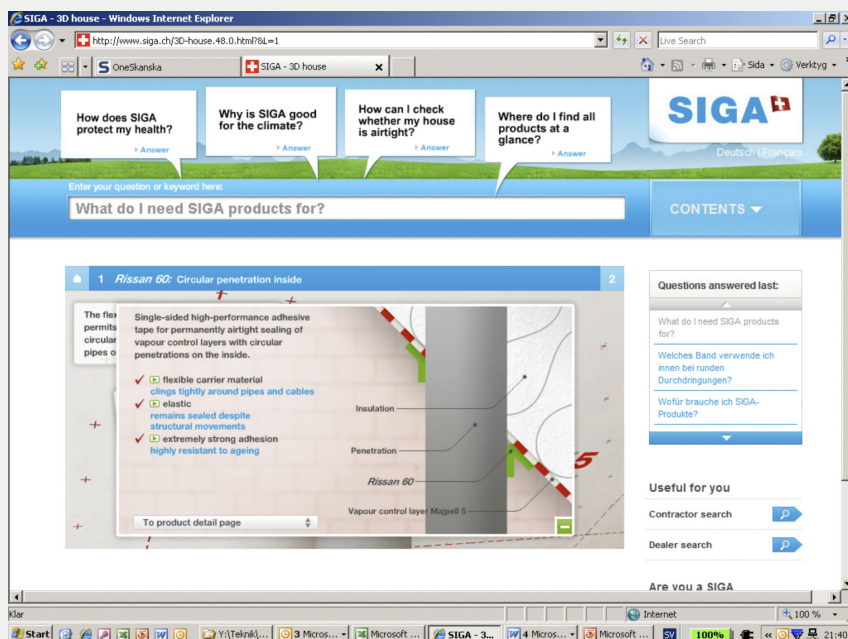 SIGA - 3D house - Windows Internet Explorer
http://www.siga.ch/3D-house.48.0.html?&L=1
Live Search
OneSkanska
SIGA - 3D house
Sida
Verktyg
How does SIGA
protect my health?
Answer
Why is SIGA good
for the climate?
Answer
How can I check
whether my house
is airtight?
Answer
Where do I find all
products at a
glance?
Answer
SIGA
Deutsch | Français
Enter your question or keyword here:
What do I need SIGA products for?
CONTENTS
1 Rissan 60: Circular penetration inside 2
The flex
permits
circular
pipes o
Single-sided high-performance adhesive
tape for permanently airtight sealing of
vapour control layers with circular
penetrations on the inside.
flexible carrier material
clings tightly around pipes and cables
elastic
remains sealed despite
structural movements
extremely strong adhesion
highly resistant to ageing
To product detail page
Insulation
Penetration
Rissan 60
Vapour control layer Majpell 5
5
Questions answered last:
What do I need SIGA products
for?
Welches Band verwende ich
innen bei runden
Durchdringungen?
Wofür brauche ich SIGA-
Produkte?
Useful for you
Contractor search
Dealer search
Are you a SIGA
Klar
Internet
100 %
Start
Y:\Teknik\...
3 Micros...
Microsoft ...
SIGA - 3...
4 Micros...
Microsoft ...
SV
100%
21:40